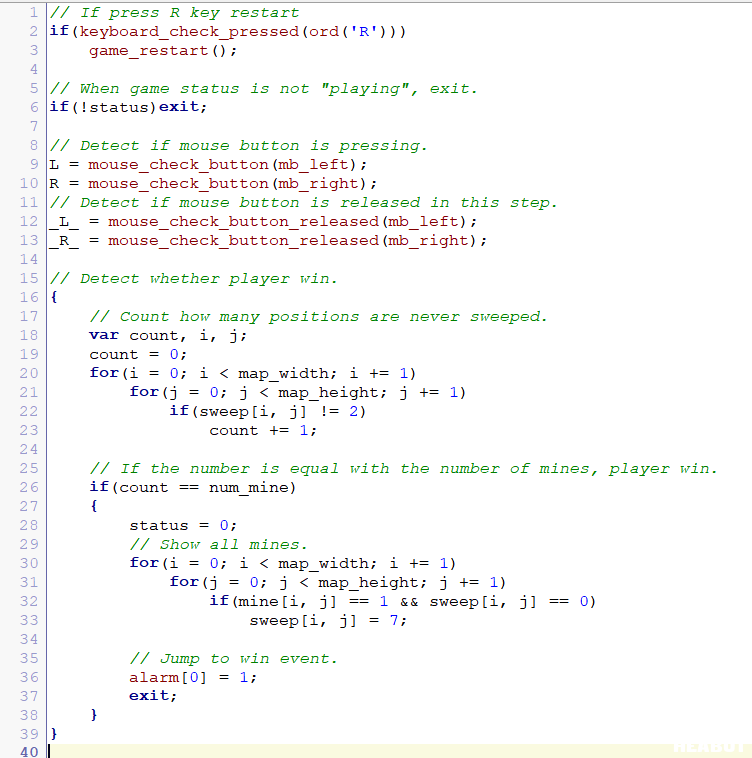 1 // If press R key restart
2 if(keyboard_check_pressed(ord('R')))
3     game_restart();
4
5 // When game status is not "playing", exit.
6 if(!status)exit;
7
8 // Detect if mouse button is pressing.
9 L = mouse_check_button(mb_left);
10 R = mouse_check_button(mb_right);
11 // Detect if mouse button is released in this step.
12 _L_ = mouse_check_button_released(mb_left);
13 _R_ = mouse_check_button_released(mb_right);
14
15 // Detect whether player win.
16 {
17     // Count how many positions are never sweeped.
18     var count, i, j;
19     count = 0;
20     for(i = 0; i < map_width; i += 1)
21         for(j = 0; j < map_height; j += 1)
22             if(sweep[i, j] != 2)
23                 count += 1;
24
25     // If the number is equal with the number of mines, player win.
26     if(count == num_mine)
27     {
28         status = 0;
29         // Show all mines.
30         for(i = 0; i < map_width; i += 1)
31             for(j = 0; j < map_height; j += 1)
32                 if(mine[i, j] == 1 && sweep[i, j] == 0)
33                     sweep[i, j] = 7;
34
35         // Jump to win event.
36         alarm[0] = 1;
37         exit;
38     }
39 }
40